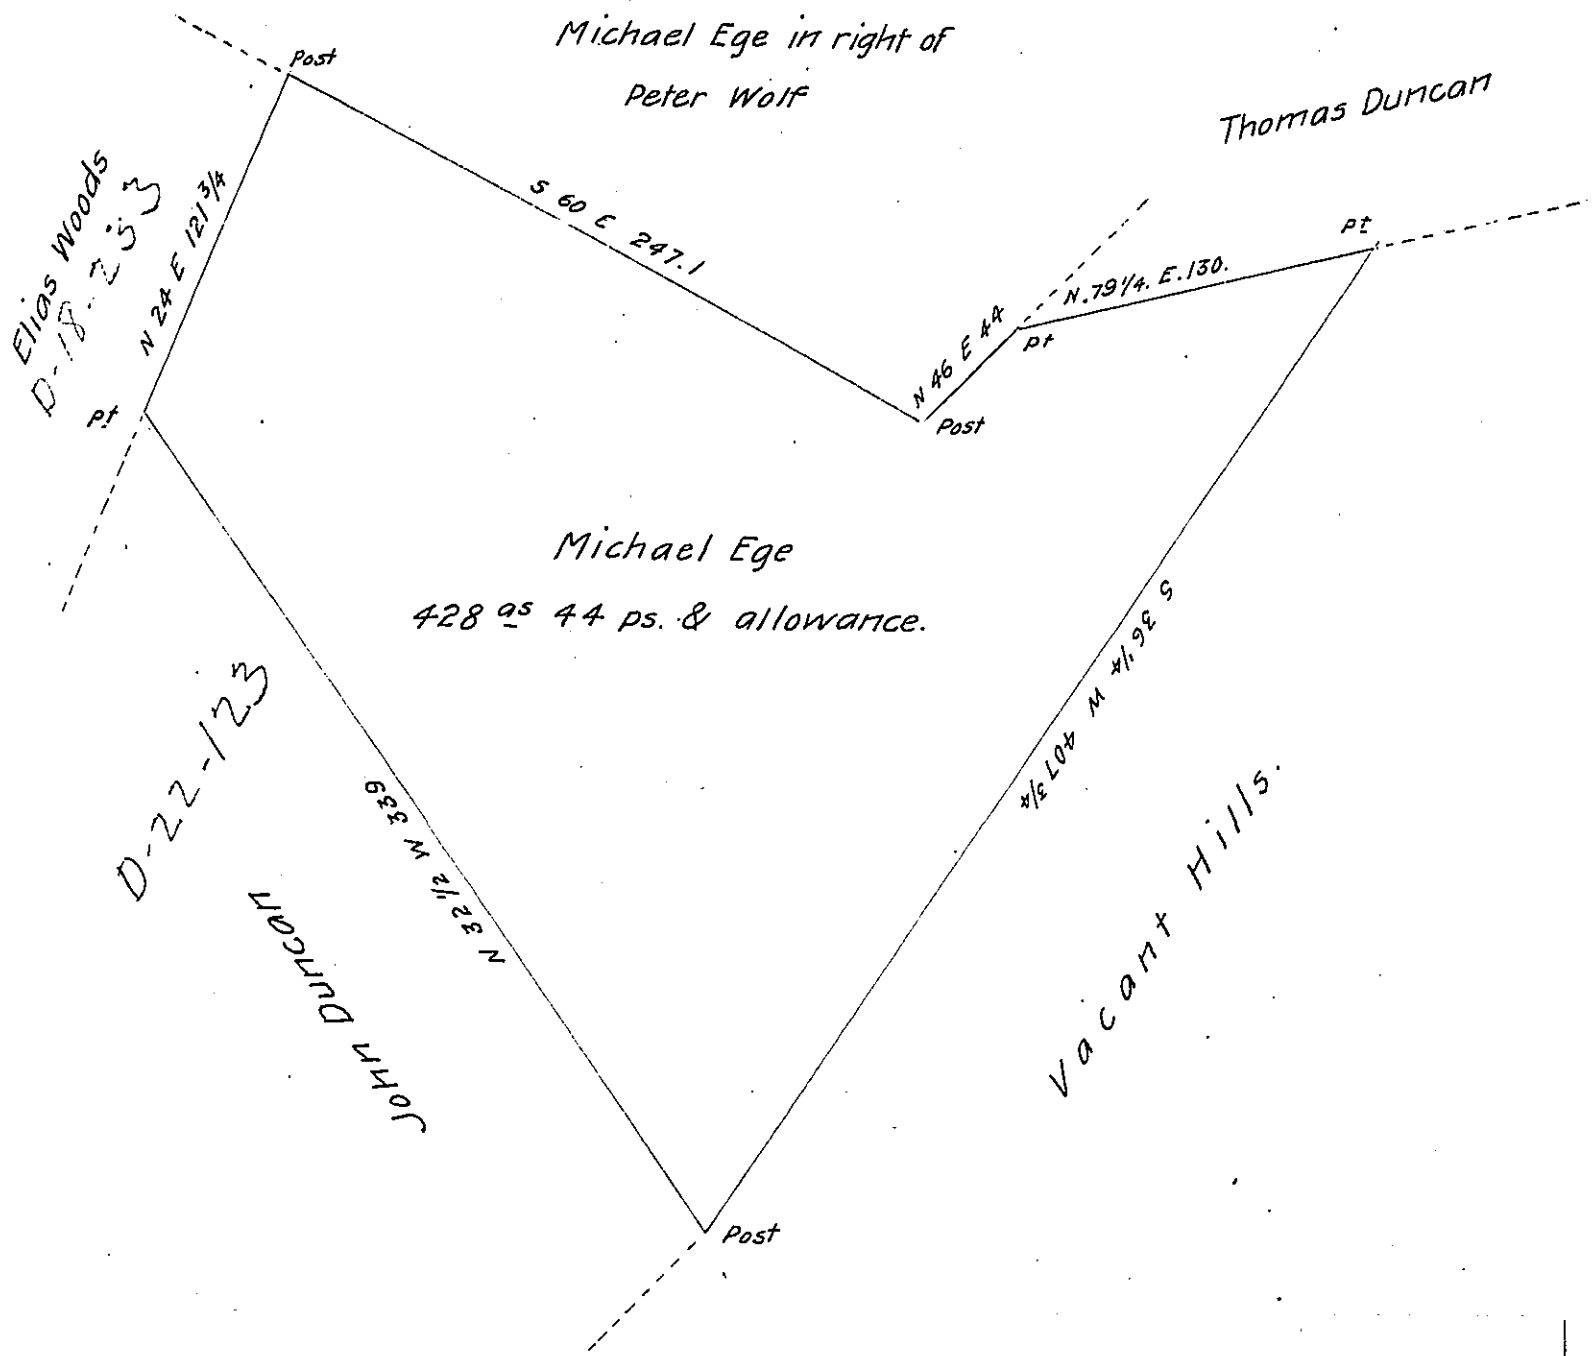 Michael Ege in right of
Peter Wolf
Thomas Duncan
Post
Elias Woods
D-18-233
N 24 E 121 3/4
S 60 E 247.1
N 46 E 44
N. 79 1/4. E. 130.
pt
pt
Post
pt
Michael Ege
428 as 44 ps. & allowance.
S 36 1/4 W 407 3/4
D-22-123
N 32 1/2 W 339
John Duncan
Vacant Hills.
Post